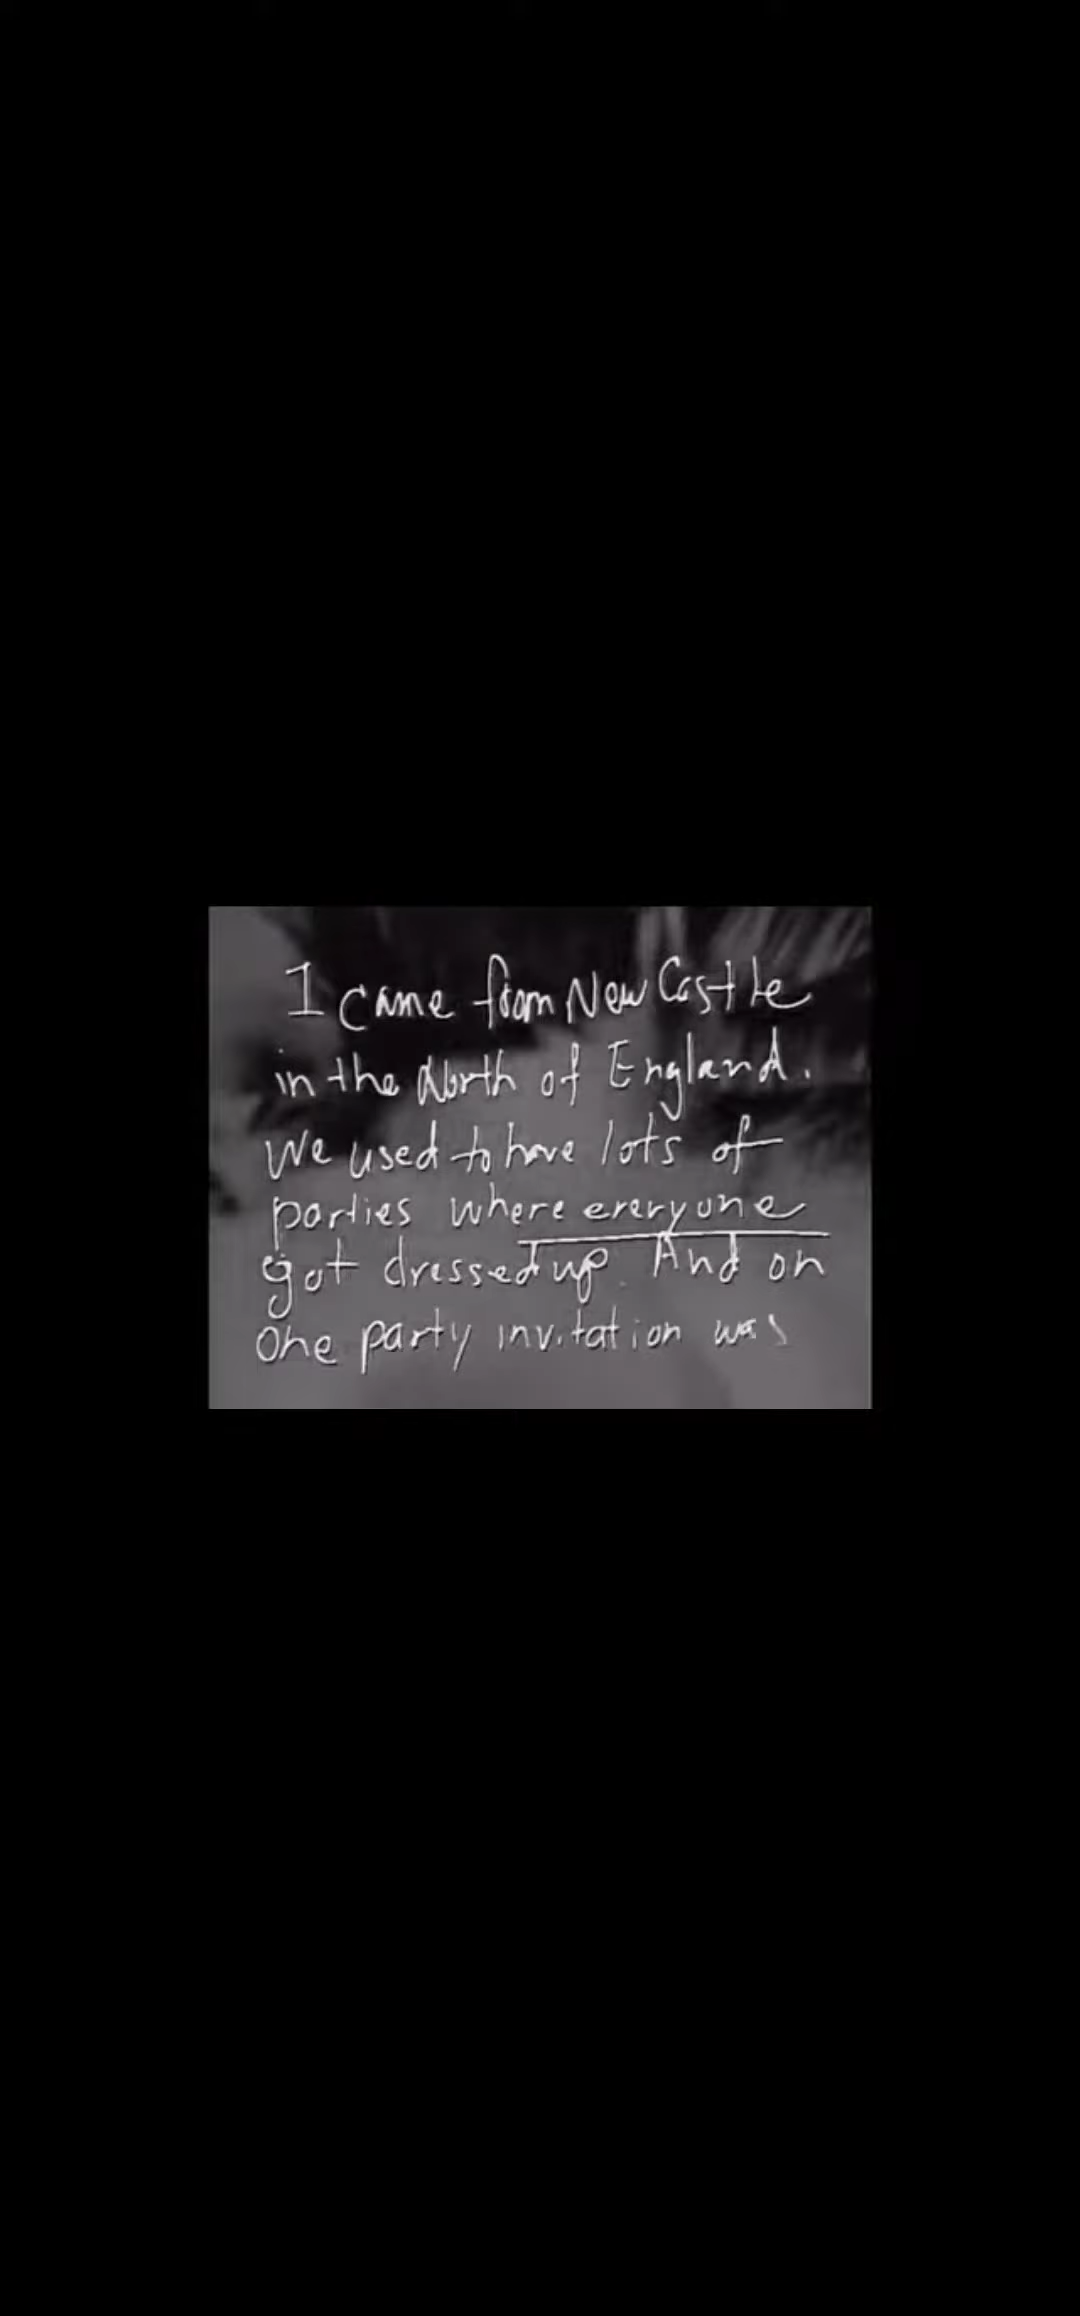 I came from New Castle
in the North of England.
We used to have lots of
parties where everyone
got dressed up. And on
one party invitation was